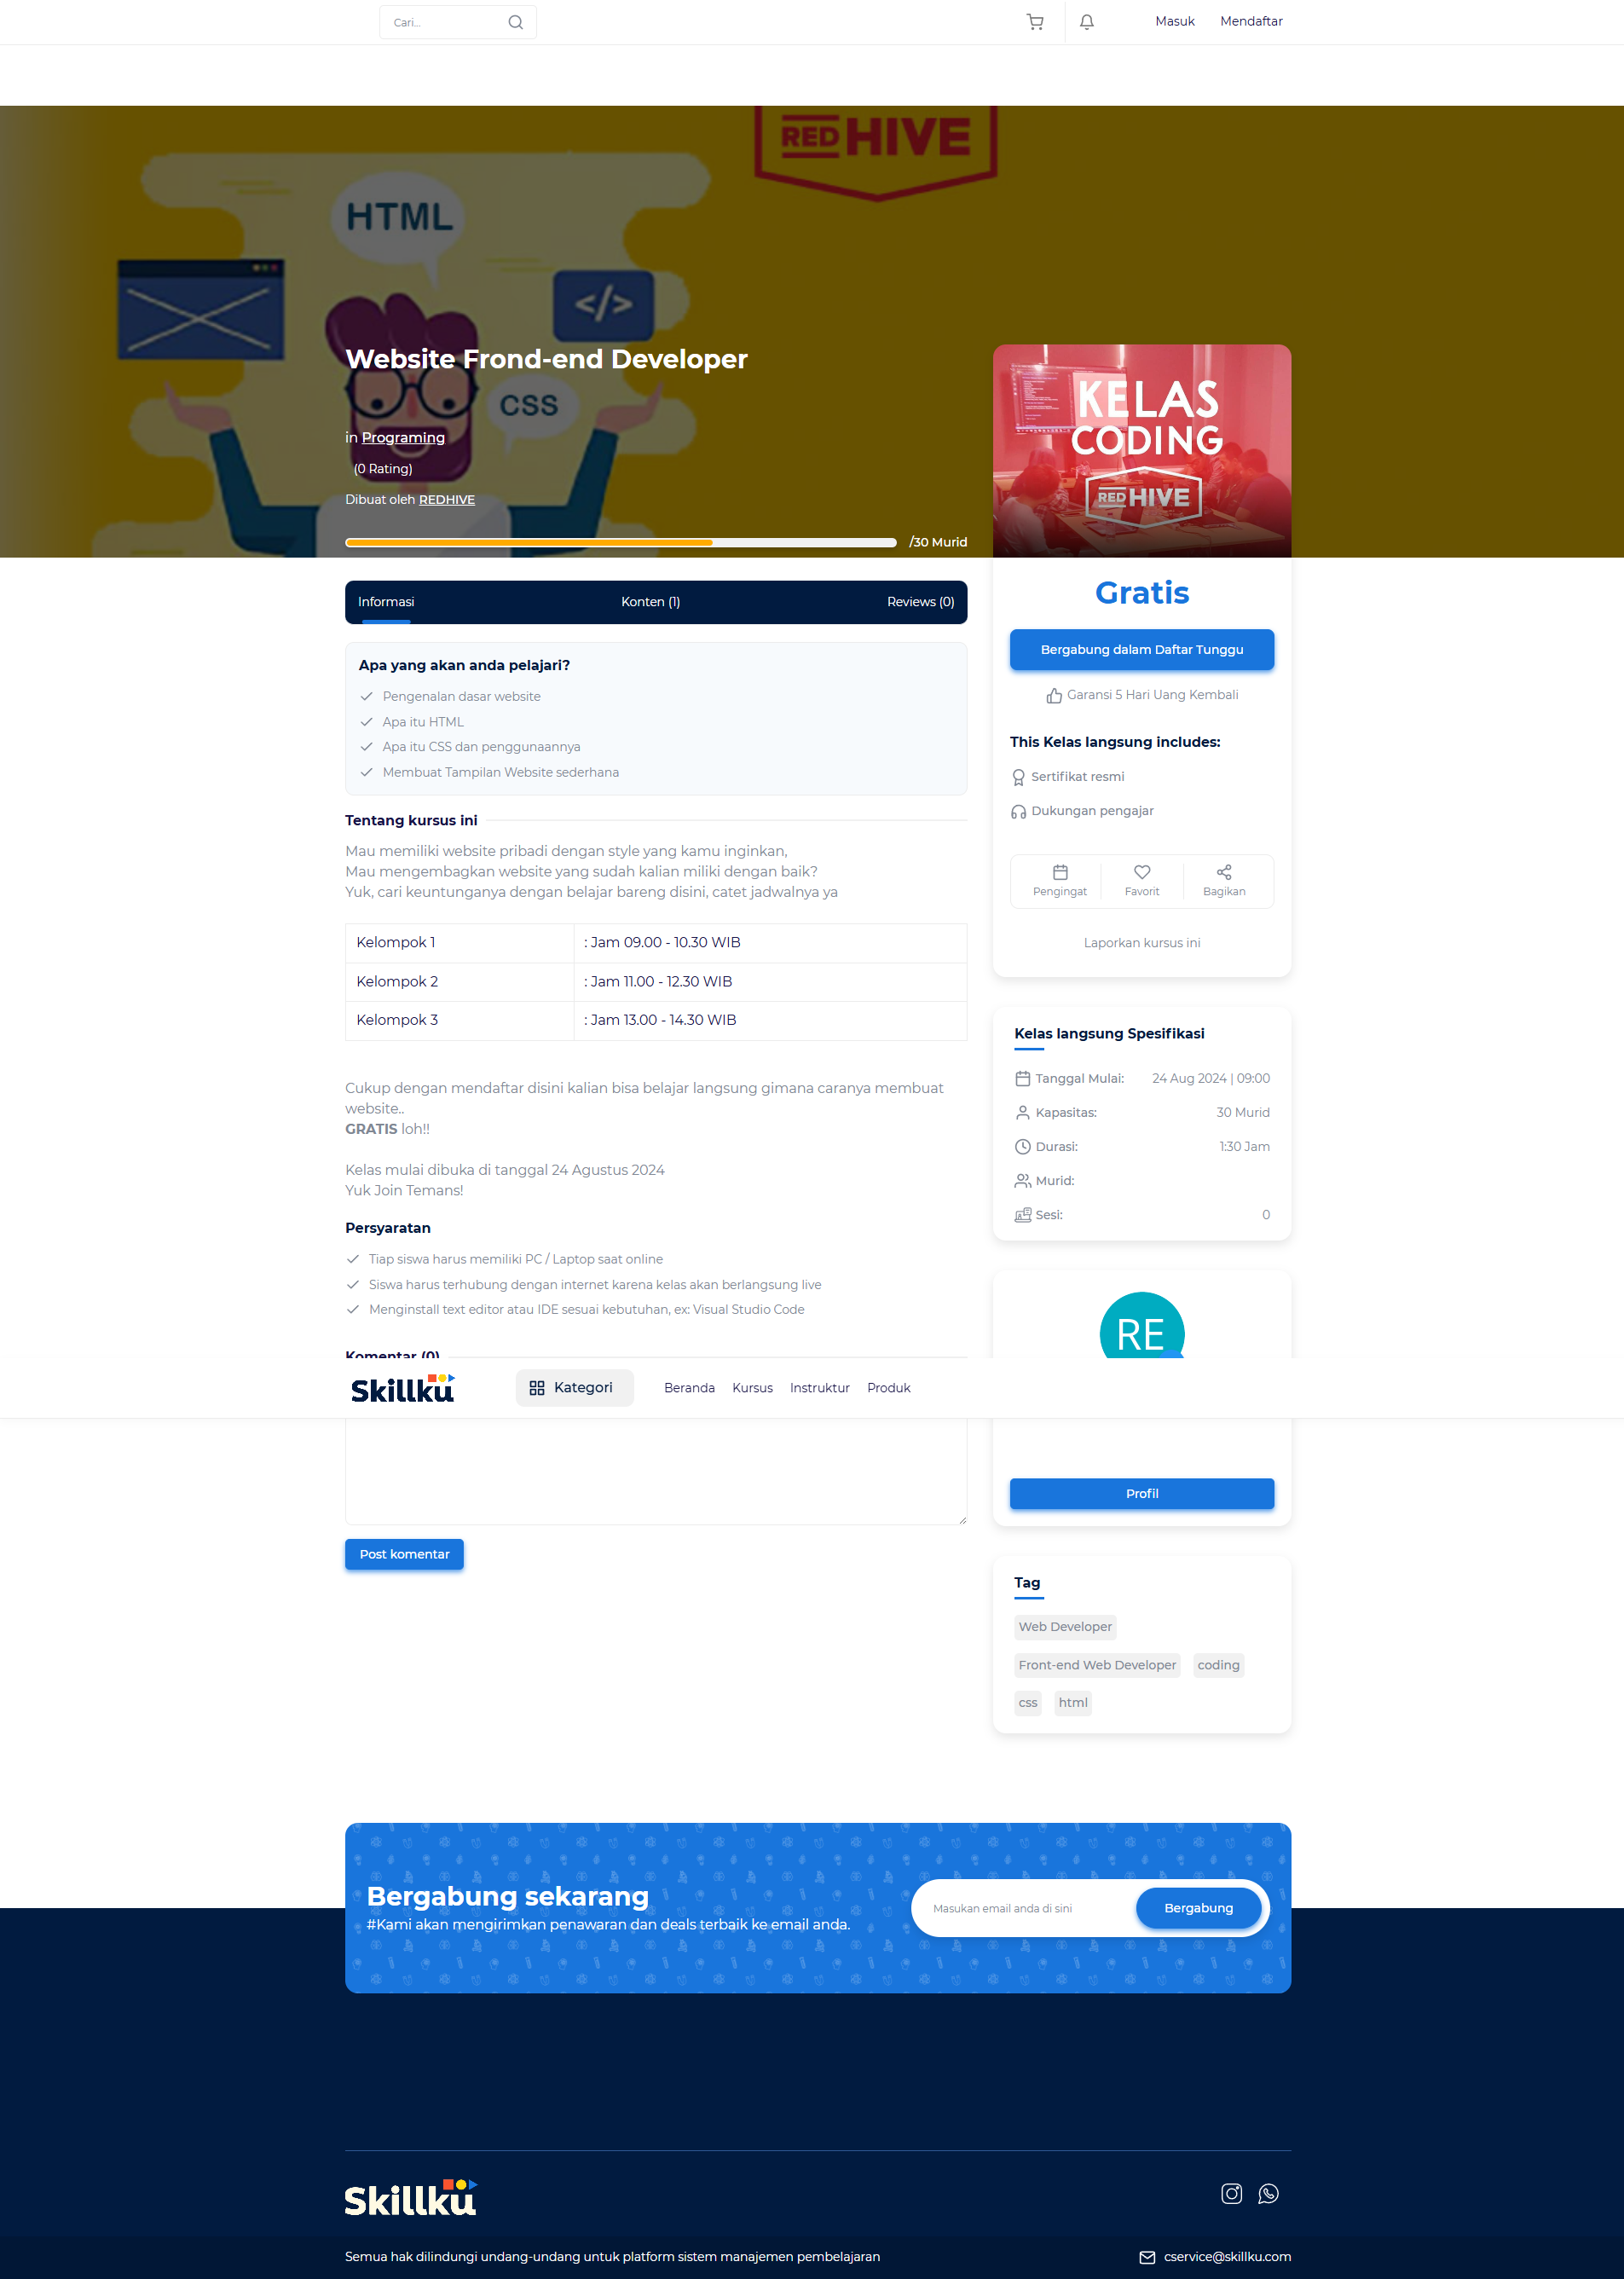 Cari...
Masuk
Mendaftar
RED HIVE
HTML
</>
CSS
Website Frond-end Developer
in Programing
(0 Rating)
Dibuat oleh REDHIVE
/30 Murid
KELAS
CODING
RED HIVE
Informasi
Konten (1)
Reviews (0)
Apa yang akan anda pelajari?
Pengenalan dasar website
Apa itu HTML
Apa itu CSS dan penggunaannya
Membuat Tampilan Website sederhana
Tentang kursus ini
Mau memiliki website pribadi dengan style yang kamu inginkan,
Mau mengembagkan website yang sudah kalian miliki dengan baik?
Yuk, cari keuntunganya dengan belajar bareng disini, catet jadwalnya ya
Kelompok 1 : Jam 09.00 - 10.30 WIB
Kelompok 2 : Jam 11.00 - 12.30 WIB
Kelompok 3 : Jam 13.00 - 14.30 WIB
Cukup dengan mendaftar disini kalian bisa belajar langsung gimana caranya membuat
website..
GRATIS loh!!
Kelas mulai dibuka di tanggal 24 Agustus 2024
Yuk Join Temans!
Persyaratan
Tiap siswa harus memiliki PC / Laptop saat online
Siswa harus terhubung dengan internet karena kelas akan berlangsung live
Menginstall text editor atau IDE sesuai kebutuhan, ex: Visual Studio Code
Komentar (0)
Gratis
Bergabung dalam Daftar Tunggu
Garansi 5 Hari Uang Kembali
This Kelas langsung includes:
Sertifikat resmi
Dukungan pengajar
Pengingat
Favorit
Bagikan
Laporkan kursus ini
Kelas langsung Spesifikasi
Tanggal Mulai: 24 Aug 2024 | 09:00
Kapasitas: 30 Murid
Durasi: 1:30 Jam
Murid:
Sesi: 0
RE
Skillku
Kategori
Beranda
Kursus
Instruktur
Produk
Post komentar
Profil
Tag
Web Developer
Front-end Web Developer
coding
css
html
Bergabung sekarang
#Kami akan mengirimkan penawaran dan deals terbaik ke email anda.
Masukan email anda di sini
Bergabung
Skillku
Semua hak dilindungi undang-undang untuk platform sistem manajemen pembelajaran
cservice@skillku.com